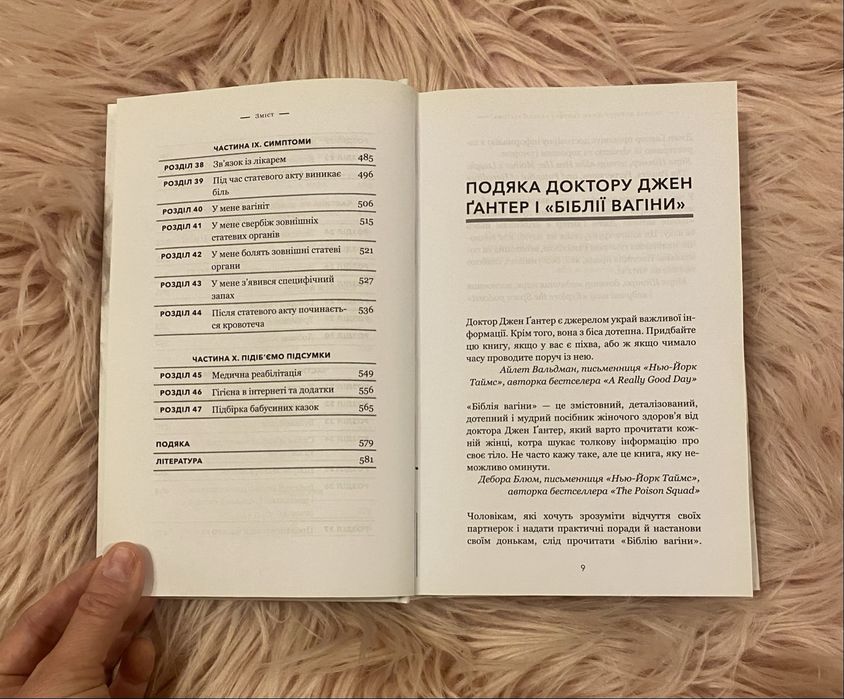 Зміст
ЧАСТИНА IX. СИМПТОМИ
РОЗДІЛ 38 Зв'язок із лікарем 485
РОЗДІЛ 39 Під час статевого акту виникає 496
біль
РОЗДІЛ 40 У мене вагініт 506
РОЗДІЛ 41 У мене свербіж зовнішніх 515
статевих органів
РОЗДІЛ 42 У мене болять зовнішні статеві 521
органи
РОЗДІЛ 43 У мене з'явився специфічний 527
запах
РОЗДІЛ 44 Після статевого акту починаєть- 536
ся кровотеча
ЧАСТИНА X. ПІДІБ'ЄМО ПІДСУМКИ
РОЗДІЛ 45 Медична реабілітація 549
РОЗДІЛ 46 Гігієна в інтернеті та додатки 556
РОЗДІЛ 47 Підбірка бабусиних казок 565
ПОДЯКА 579
ЛІТЕРАТУРА 581
ПОДЯКА ДОКТОРУ ДЖЕН
ҐАНТЕР І «БІБЛІЇ ВАГІНИ»
Доктор Джен Ґантер є джерелом украй важливої ін-
формації. Крім того, вона з біса дотепна. Придбайте
цю книгу, якщо у вас є піхва, або ж якщо чимало
часу проводите поруч із нею.
Айлет Вальдман, письменниця «Нью-Йорк
Таймс», авторка бестселера «A Really Good Day»
«Біблія вагіни» — це змістовний, деталізований,
дотепний і мудрий посібник жіночого здоров'я від
доктора Джен Ґантер, який варто прочитати кож-
ній жінці, котра шукає толкову інформацію про
своє тіло. Не часто кажу таке, але це книга, яку не-
можливо оминути.
Дебора Блюм, письменниця «Нью-Йорк Таймс»,
авторка бестселлера «The Poison Squad»
Чоловікам, які хочуть зрозуміти відчуття своїх
партнерок і надати практичні поради й настанови
своїм донькам, слід прочитати «Біблію вагіни».
9